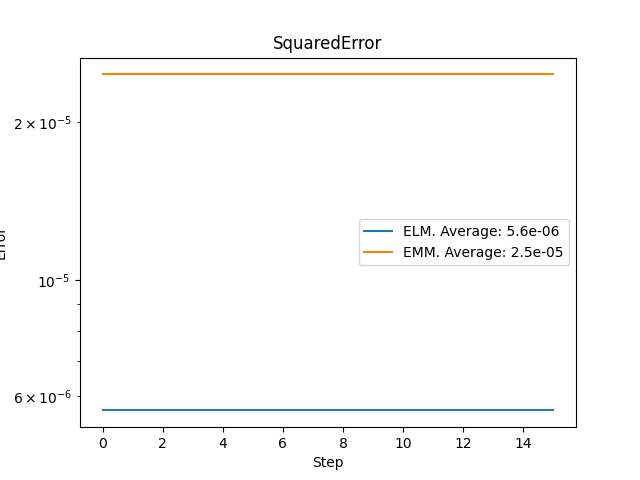 SquaredError
2 × 10⁻⁵
10⁻⁵
6 × 10⁻⁶
Error
ELM. Average: 5.6e-06
EMM. Average: 2.5e-05
0 2 4 6 8 10 12 14
Step